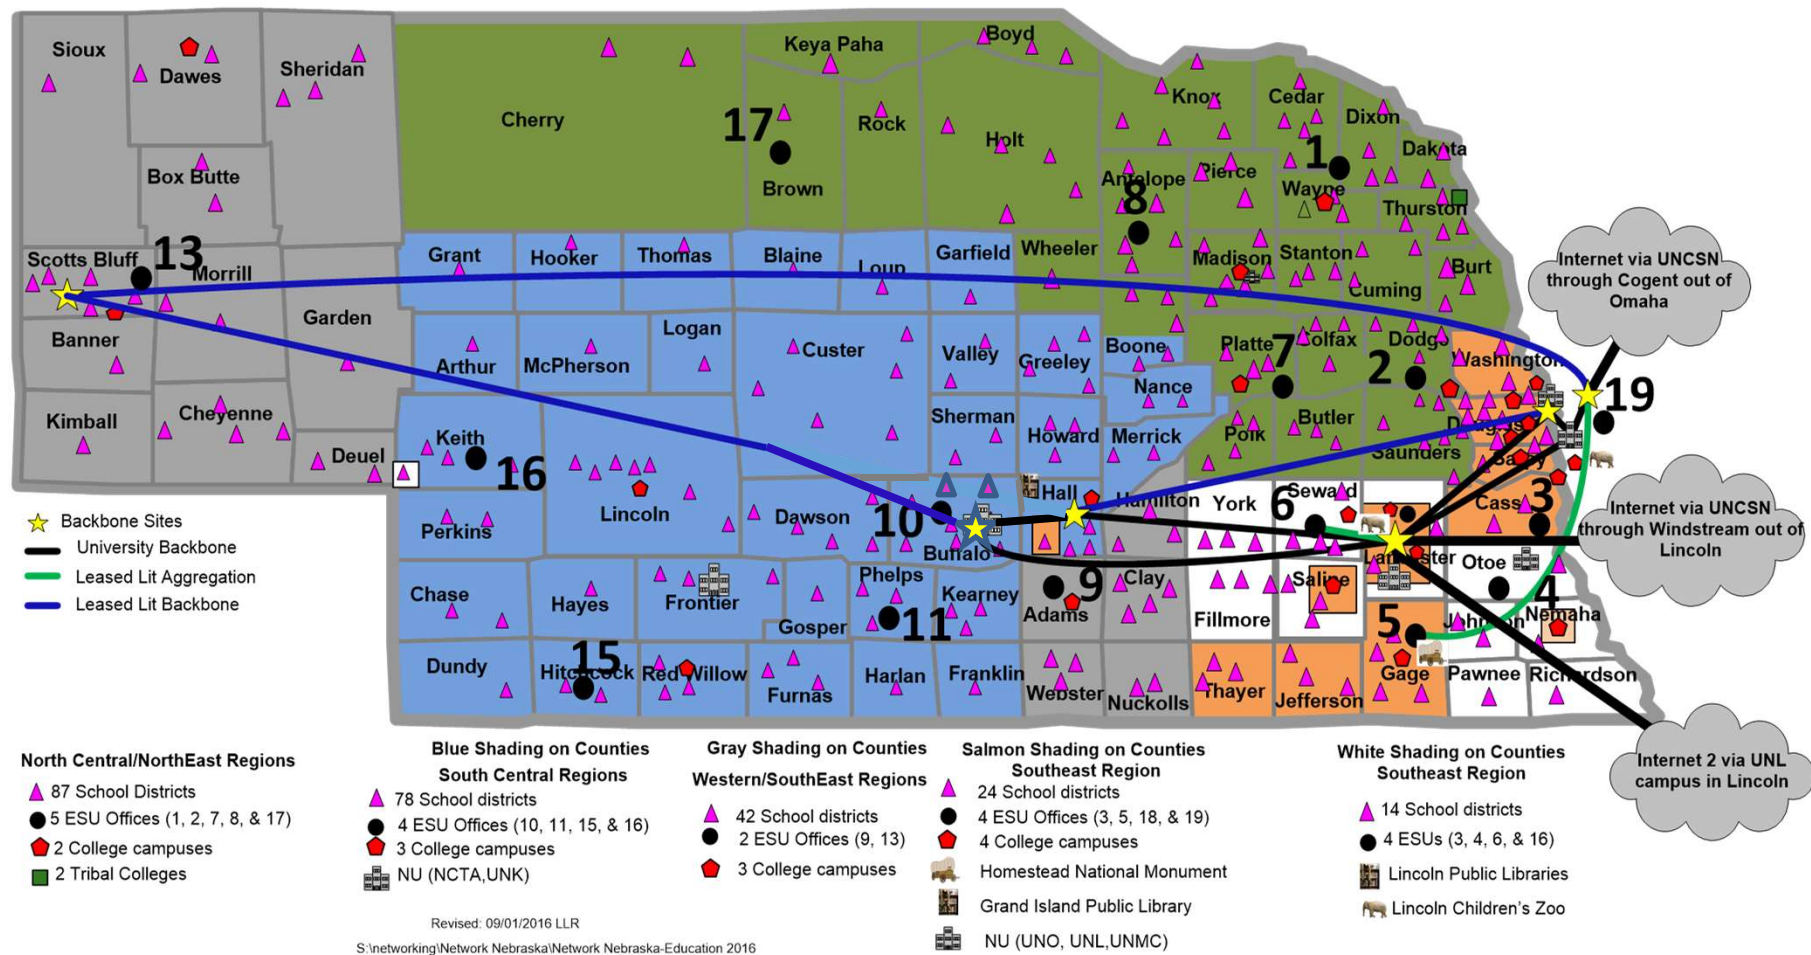 Sioux
Dawes
Sheridan
Box Butte
Scotts Bluff
13
Morrill
Garden
Banner
Kimball
Cheyenne
Deuel
Cherry
Keya Paha
Boyd
17
Brown
Rock
Holt
Knox
Cedar
Dixon
Dakota
1
Antelope
Pierce
Wayne
Thurston
8
Wheeler
Madison
Stanton
Cuming
Burt
Platte
Colfax
Dodge
7
2
Butler
Polk
Saunders
Washington
Douglas
Sarpy
19
Grant
Hooker
Thomas
Blaine
Loup
Garfield
Arthur
McPherson
Logan
Custer
Valley
Greeley
Boone
Nance
Sherman
Howard
Merrick
Keith
16
Lincoln
Perkins
Dawson
10
Buffalo
Hall
Hamilton
York
Seward
6
Cass
3
Lancaster
Otoe
4
Chase
Hayes
Frontier
Gosper
Phelps
Kearney
11
Adams
9
Clay
Fillmore
Saline
5
Gage
Johnson
Nemaha
Dundy
Hitchcock
15
Red Willow
Furnas
Harlan
Franklin
Webster
Nuckolls
Thayer
Jefferson
Pawnee
Richardson
Internet via UNCSN
through Cogent out of
Omaha
Internet via UNCSN
through Windstream out of
Lincoln
Internet 2 via UNL
campus in Lincoln
Backbone Sites
University Backbone
Leased Lit Aggregation
Leased Lit Backbone
North Central/NorthEast Regions
87 School Districts
5 ESU Offices (1, 2, 7, 8, & 17)
2 College campuses
2 Tribal Colleges
Blue Shading on Counties
South Central Regions
78 School districts
4 ESU Offices (10, 11, 15, & 16)
3 College campuses
NU (NCTA,UNK)
Gray Shading on Counties
Western/SouthEast Regions
42 School districts
2 ESU Offices (9, 13)
3 College campuses
Salmon Shading on Counties
Southeast Region
24 School districts
4 ESU Offices (3, 5, 18, & 19)
4 College campuses
Homestead National Monument
Grand Island Public Library
NU (UNO, UNL,UNMC)
White Shading on Counties
Southeast Region
14 School districts
4 ESUs (3, 4, 6, & 16)
Lincoln Public Libraries
Lincoln Children's Zoo
Revised: 09/01/2016 LLR
S:\networking\Network Nebraska\Network Nebraska-Education 2016